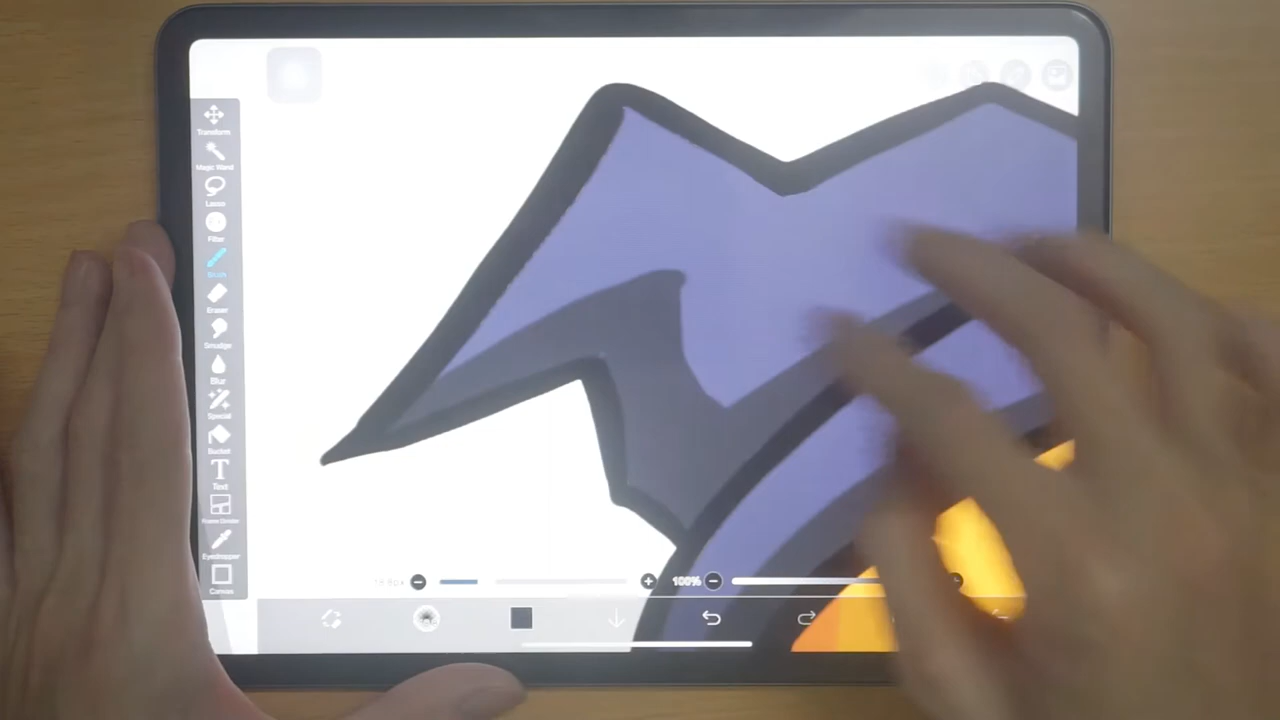 Transform
Magic Wand
Lasso
Filter
Brush
Eraser
Smudge
Blur
Special
Bucket
Text
Frame Divider
Eyedropper
Canvas
100%